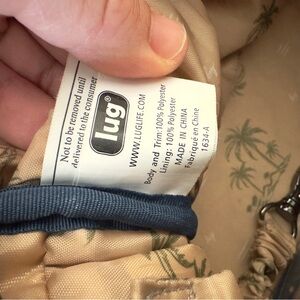 Not to be removed until
delivered to the consumer
lug
WWW.LUGLIFE.COM
Body and Trim:100% Polyester
Lining: 100% Polyester
MADE IN CHINA
Fabriqué en Chine
1634-A